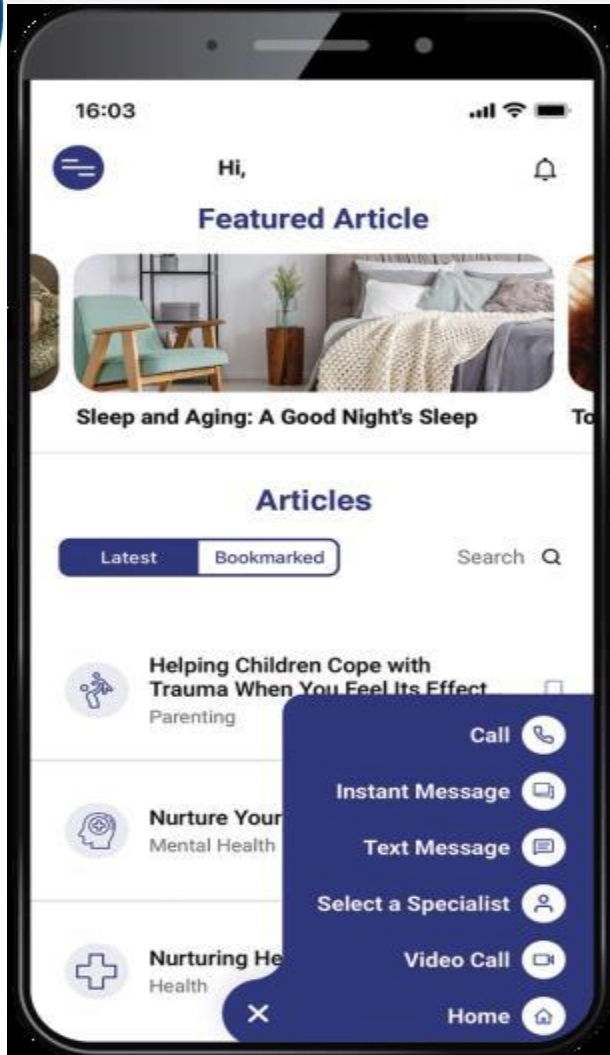 16:03
Hi,
Featured Article
Sleep and Aging: A Good Night's Sleep
To
Articles
Latest
Bookmarked
Search
Helping Children Cope with
Trauma When You Feel Its Effect
Parenting
Call
Instant Message
Nurture Your
Mental Health
Text Message
Select a Specialist
Nurturing He
Health
Video Call
Home